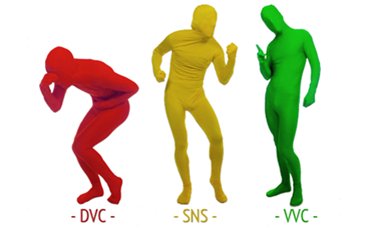 - DVC -
- SNS -
- VVC -